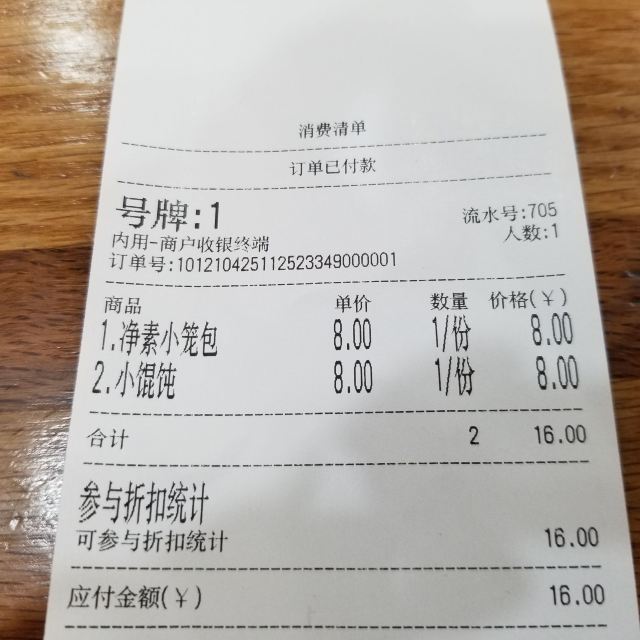 消费清单
订单已付款
号牌:1
流水号:705
内用-商户收银终端 人数:1
订单号:101210425112523349000001
商品 单价 数量 价格(¥)
1.净素小笼包 8.00 1/份 8.00
2.小馄饨 8.00 1/份 8.00
合计 2 16.00
参与折扣统计
可参与折扣统计 16.00
应付金额(¥) 16.00